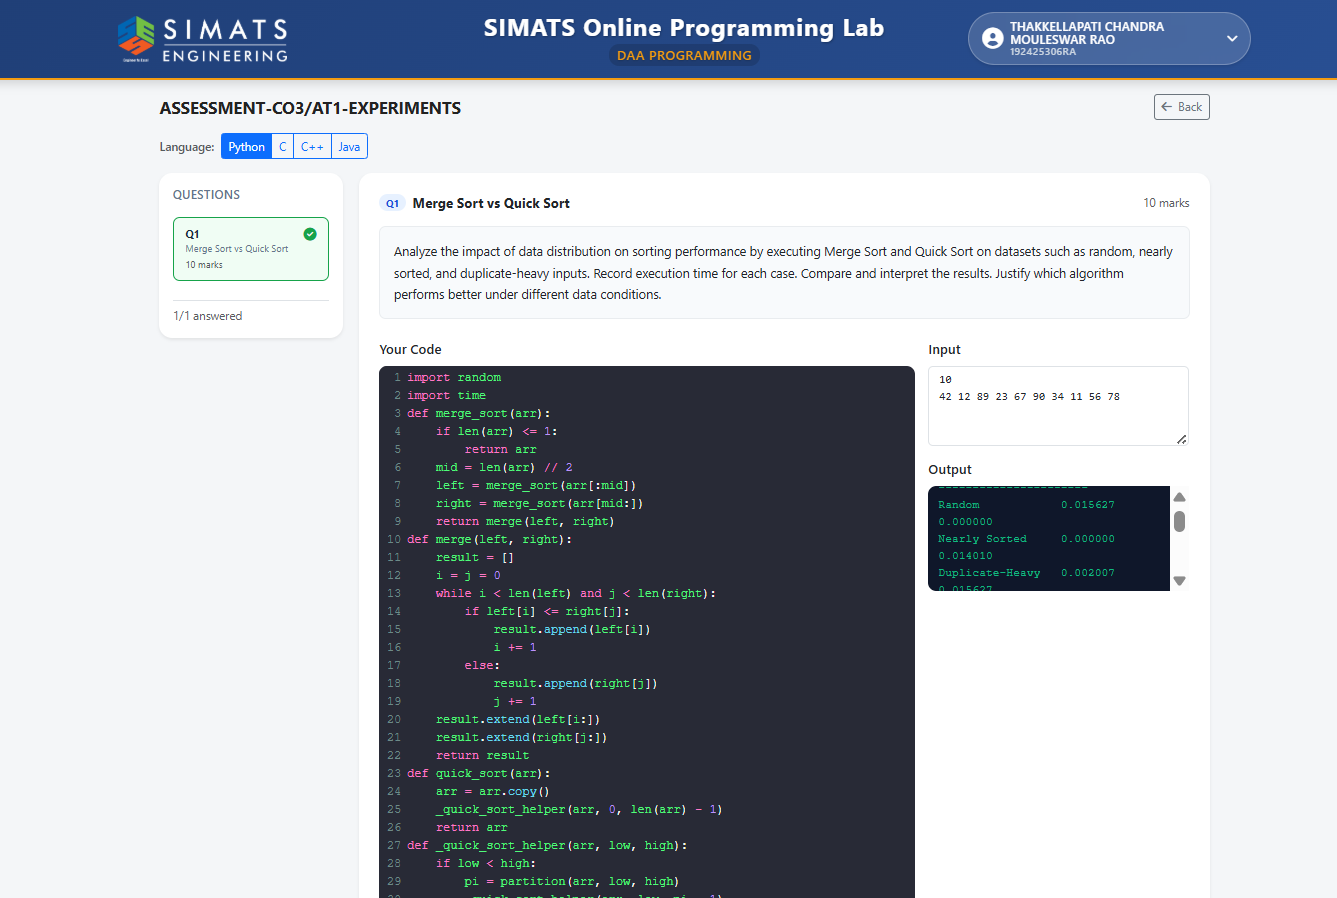 SIMATS
ENGINEERING
SIMATS Online Programming Lab
DAA PROGRAMMING
THAKKELLAPATI CHANDRA
MOULESWAR RAO
192425306RA
ASSESSMENT-CO3/AT1-EXPERIMENTS
← Back
Language: Python C C++ Java
QUESTIONS
Q1
Merge Sort vs Quick Sort
10 marks
1/1 answered
Q1 Merge Sort vs Quick Sort
10 marks
Analyze the impact of data distribution on sorting performance by executing Merge Sort and Quick Sort on datasets such as random, nearly
sorted, and duplicate-heavy inputs. Record execution time for each case. Compare and interpret the results. Justify which algorithm
performs better under different data conditions.
Your Code
1 import random
2 import time
3 def merge_sort(arr):
4     if len(arr) <= 1:
5         return arr
6     mid = len(arr) // 2
7     left = merge_sort(arr[:mid])
8     right = merge_sort(arr[mid:])
9     return merge(left, right)
10 def merge(left, right):
11     result = []
12     i = j = 0
13     while i < len(left) and j < len(right):
14         if left[i] <= right[j]:
15             result.append(left[i])
16             i += 1
17         else:
18             result.append(right[j])
19             j += 1
20     result.extend(left[i:])
21     result.extend(right[j:])
22     return result
23 def quick_sort(arr):
24     arr = arr.copy()
25     _quick_sort_helper(arr, 0, len(arr) - 1)
26     return arr
27 def _quick_sort_helper(arr, low, high):
28     if low < high:
29         pi = partition(arr, low, high)
Input
10
42 12 89 23 67 90 34 11 56 78
Output
Random 0.015627
0.000000
Nearly Sorted 0.000000
0.014010
Duplicate-Heavy 0.002007
0.015627